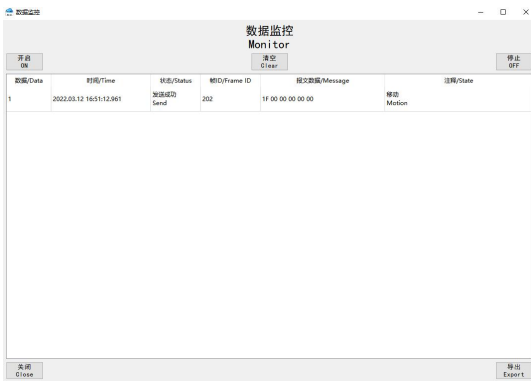 数据监控
数据监控
Monitor
开启
ON
清空
Clear
停止
OFF
数据/Data 时间/Time 状态/Status 帧ID/Frame ID 报文数据/Message 注释/State
1 2022.03.12 16:51:12.961 发送成功 Send 202 1F 00 00 00 00 00 移动 Motion
关闭
Close
导出
Export